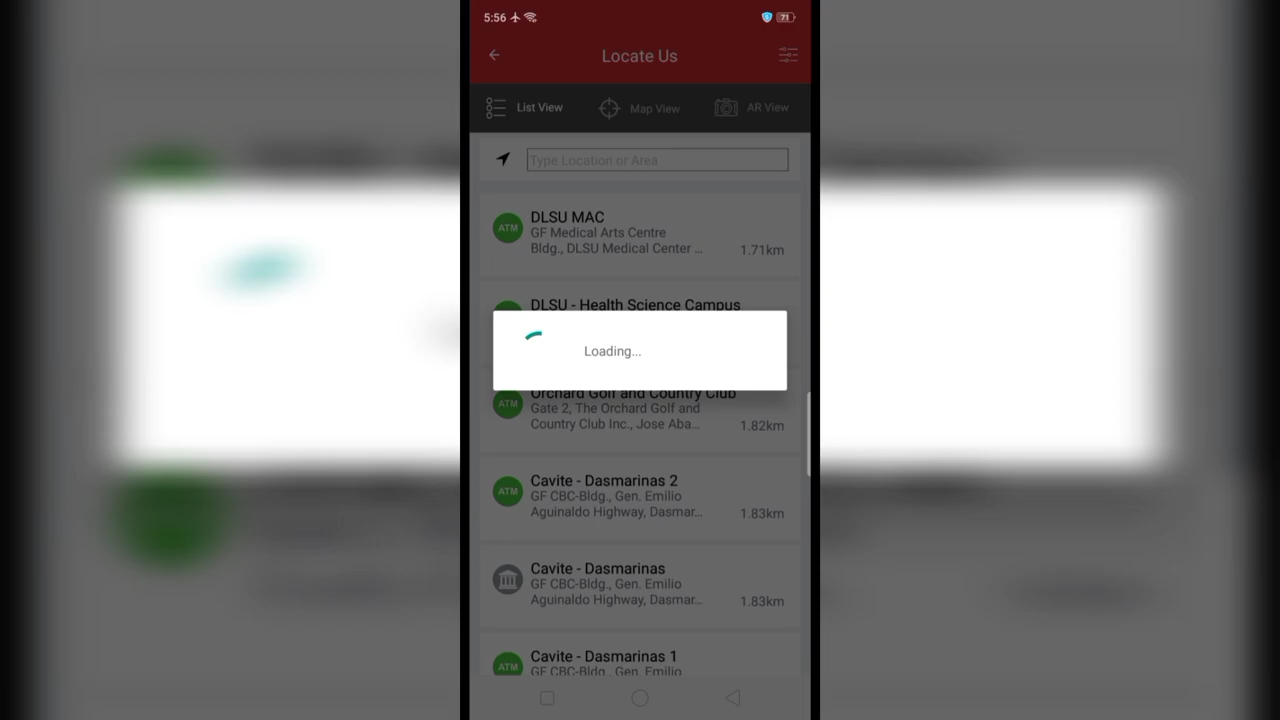 5:56
71
Locate Us
List View
Map View
AR View
Type Location or Area
ATM
DLSU MAC
GF Medical Arts Centre
Bldg., DLSU Medical Center ...
1.71km
DLSU - Health Science Campus
Loading...
ATM
Orchard Golf and Country Club
Gate 2, The Orchard Golf and
Country Club Inc., Jose Aba...
1.82km
ATM
Cavite - Dasmarinas 2
GF CBC-Bldg., Gen. Emilio
Aguinaldo Highway, Dasmar...
1.83km
Cavite - Dasmarinas
GF CBC-Bldg., Gen. Emilio
Aguinaldo Highway, Dasmar...
1.83km
ATM
Cavite - Dasmarinas 1
GF CBC-Bldg., Gen. Emilio